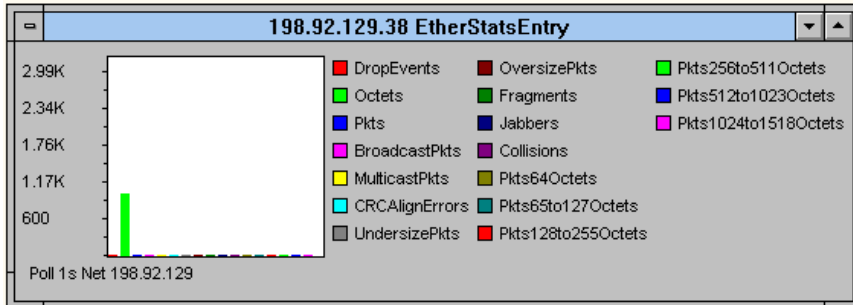 198.92.129.38 EtherStatsEntry
2.99K
2.34K
1.76K
1.17K
600
DropEvents
Octets
Pkts
BroadcastPkts
MulticastPkts
CRCAlignErrors
UndersizePkts
OversizePkts
Fragments
Jabbers
Collisions
Pkts64Octets
Pkts65to127Octets
Pkts128to255Octets
Pkts256to511Octets
Pkts512to1023Octets
Pkts1024to1518Octets
Poll 1s Net 198.92.129